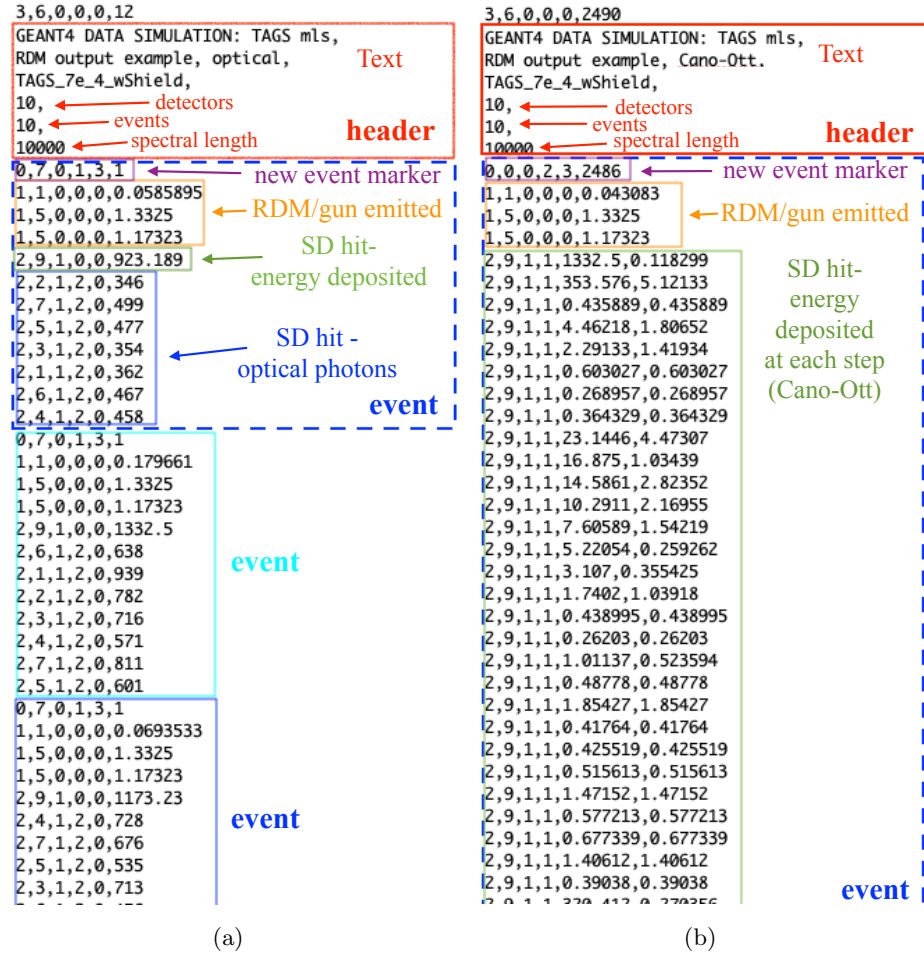 3,6,0,0,0,12
GEANT4 DATA SIMULATION: TAGS mls,
RDM output example, optical,
Text
TAGS_7e_4_wShield,
10,
detectors
10,
events
10000
spectral length
header
0,7,0,1,3,1
new event marker
1,1,0,0,0,0.0585895
1,5,0,0,0,1.3325
RDM/gun emitted
1,5,0,0,0,1.17323
2,9,1,0,0,923.189
SD hit-
energy deposited
2,2,1,2,0,346
2,7,1,2,0,499
2,5,1,2,0,477
2,3,1,2,0,354
SD hit -
optical photons
2,1,1,2,0,362
2,6,1,2,0,467
2,4,1,2,0,458
event
0,7,0,1,3,1
1,1,0,0,0,0.179661
1,5,0,0,0,1.3325
1,5,0,0,0,1.17323
2,9,1,0,0,1332.5
2,6,1,2,0,638
2,1,1,2,0,939
event
2,2,1,2,0,782
2,3,1,2,0,716
2,4,1,2,0,571
2,7,1,2,0,811
2,5,1,2,0,601
0,7,0,1,3,1
1,1,0,0,0,0.0693533
1,5,0,0,0,1.3325
1,5,0,0,0,1.17323
2,9,1,0,0,1173.23
2,4,1,2,0,728
event
2,7,1,2,0,676
2,5,1,2,0,535
2,3,1,2,0,713
(a)
3,6,0,0,0,2490
GEANT4 DATA SIMULATION: TAGS mls,
RDM output example, Cano-Ott.
Text
TAGS_7e_4_wShield,
10,
detectors
10,
events
10000
spectral length
header
0,0,0,2,3,2486
new event marker
1,1,0,0,0,0.043083
1,5,0,0,0,1.3325
RDM/gun emitted
1,5,0,0,0,1.17323
2,9,1,1,1332.5,0.118299
2,9,1,1,353.576,5.12133
2,9,1,1,0.435889,0.435889
2,9,1,1,4.46218,1.80652
2,9,1,1,2.29133,1.41934
2,9,1,1,0.603027,0.603027
2,9,1,1,0.268957,0.268957
2,9,1,1,0.364329,0.364329
SD hit-
energy
deposited
at each step
(Cano-Ott)
2,9,1,1,23.1446,4.47307
2,9,1,1,16.875,1.03439
2,9,1,1,14.5861,2.82352
2,9,1,1,10.2911,2.16955
2,9,1,1,7.60589,1.54219
2,9,1,1,5.22054,0.259262
2,9,1,1,3.107,0.355425
2,9,1,1,1.7402,1.03918
2,9,1,1,0.438995,0.438995
2,9,1,1,0.26203,0.26203
2,9,1,1,1.01137,0.523594
2,9,1,1,0.48778,0.48778
2,9,1,1,1.85427,1.85427
2,9,1,1,0.41764,0.41764
2,9,1,1,0.425519,0.425519
2,9,1,1,0.515613,0.515613
2,9,1,1,1.47152,1.47152
2,9,1,1,0.577213,0.577213
2,9,1,1,0.677339,0.677339
2,9,1,1,1.40612,1.40612
2,9,1,1,0.39038,0.39038
event
(b)